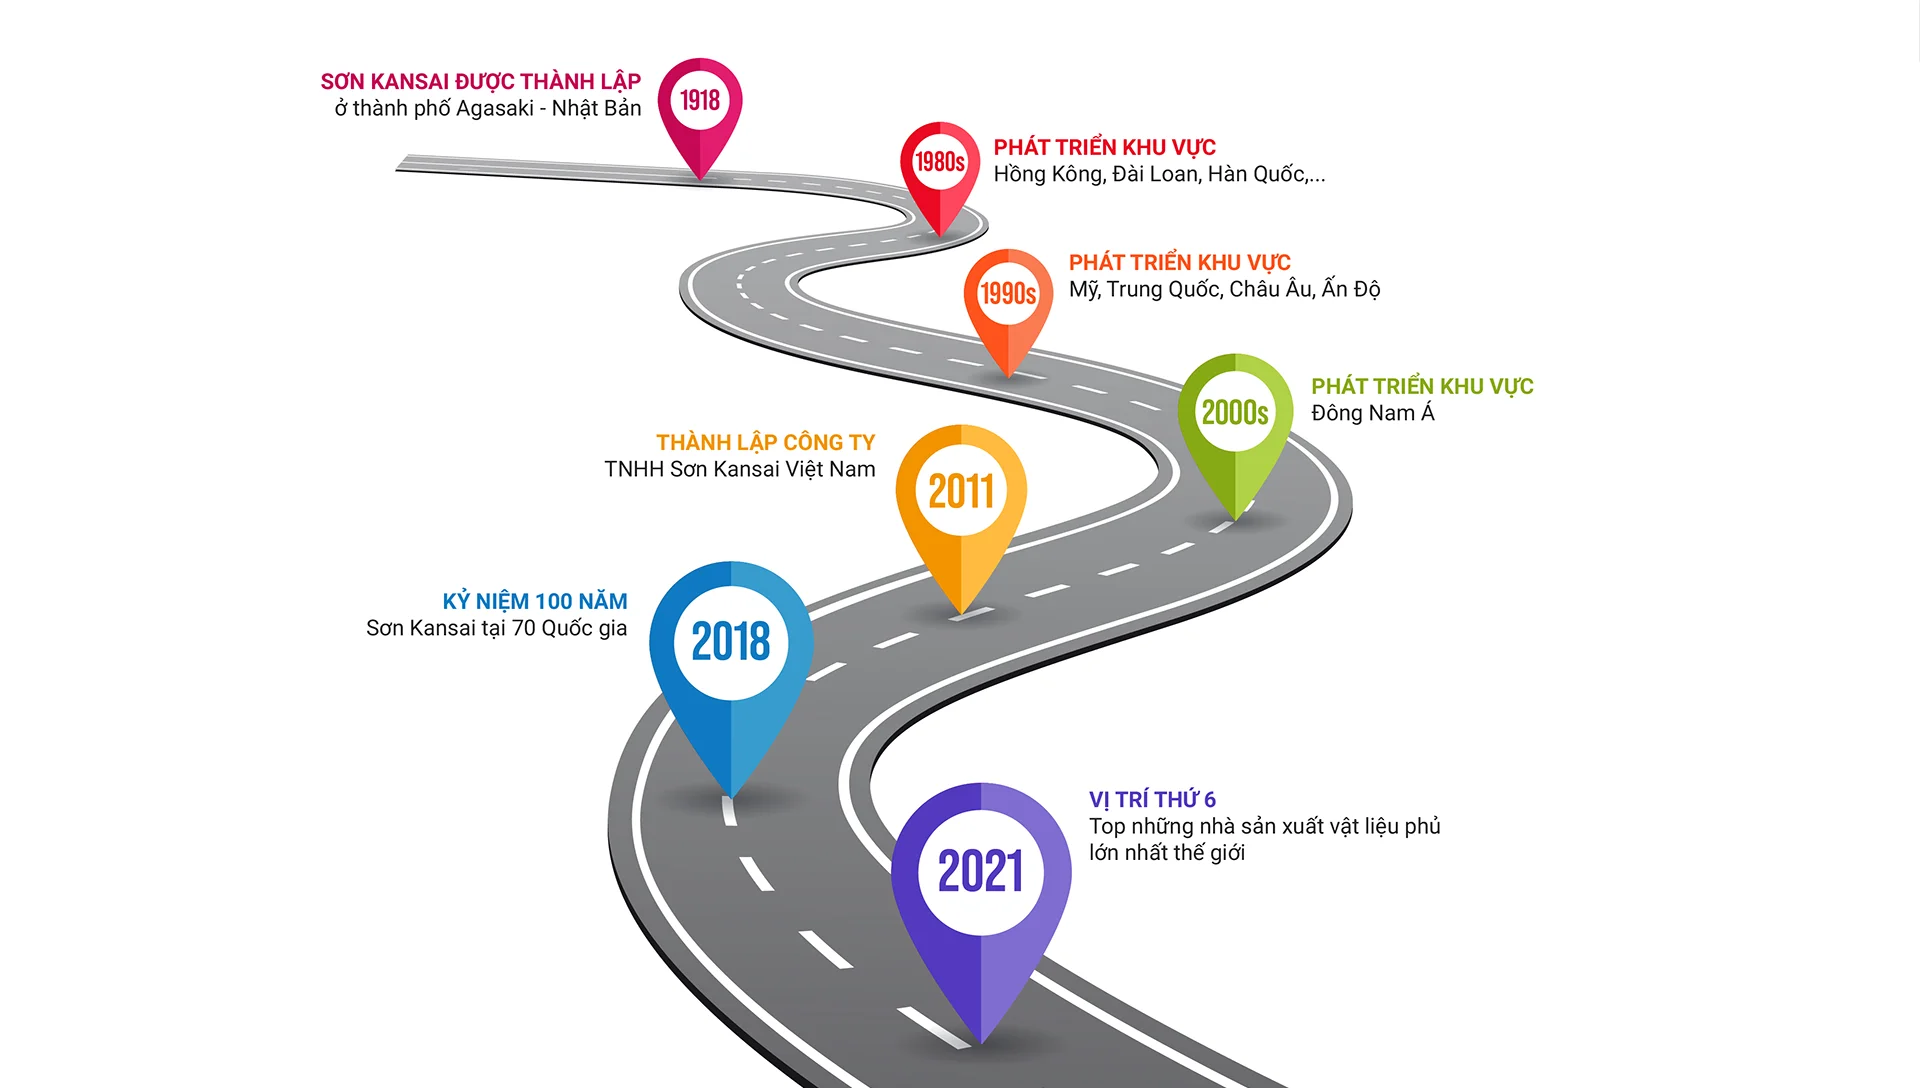 SƠN KANSAI ĐƯỢC THÀNH LẬP
ở thành phố Agasaki - Nhật Bản
1918
1980s
PHÁT TRIỂN KHU VỰC
Hồng Kông, Đài Loan, Hàn Quốc,...
1990s
PHÁT TRIỂN KHU VỰC
Mỹ, Trung Quốc, Châu Âu, Ấn Độ
2000s
PHÁT TRIỂN KHU VỰC
Đông Nam Á
THÀNH LẬP CÔNG TY
TNHH Sơn Kansai Việt Nam
2011
KỶ NIỆM 100 NĂM
Sơn Kansai tại 70 Quốc gia
2018
2021
VỊ TRÍ THỨ 6
Top những nhà sản xuất vật liệu phủ
lớn nhất thế giới